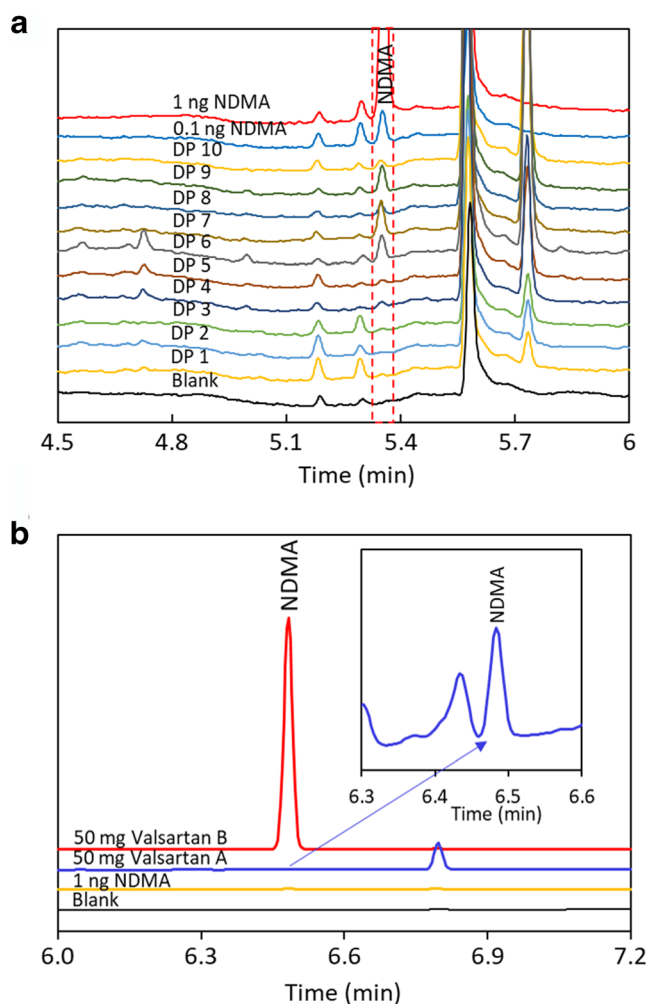 a
NDMA
1 ng NDMA
0.1 ng NDMA
DP 10
DP 9
DP 8
DP 7
DP 6
DP 5
DP 4
DP 3
DP 2
DP 1
Blank
4.5 4.8 5.1 5.4 5.7 6
Time (min)
b
NDMA
NDMA
6.3 6.4 6.5 6.6
Time (min)
50 mg Valsartan B
50 mg Valsartan A
1 ng NDMA
Blank
6.0 6.3 6.6 6.9 7.2
Time (min)